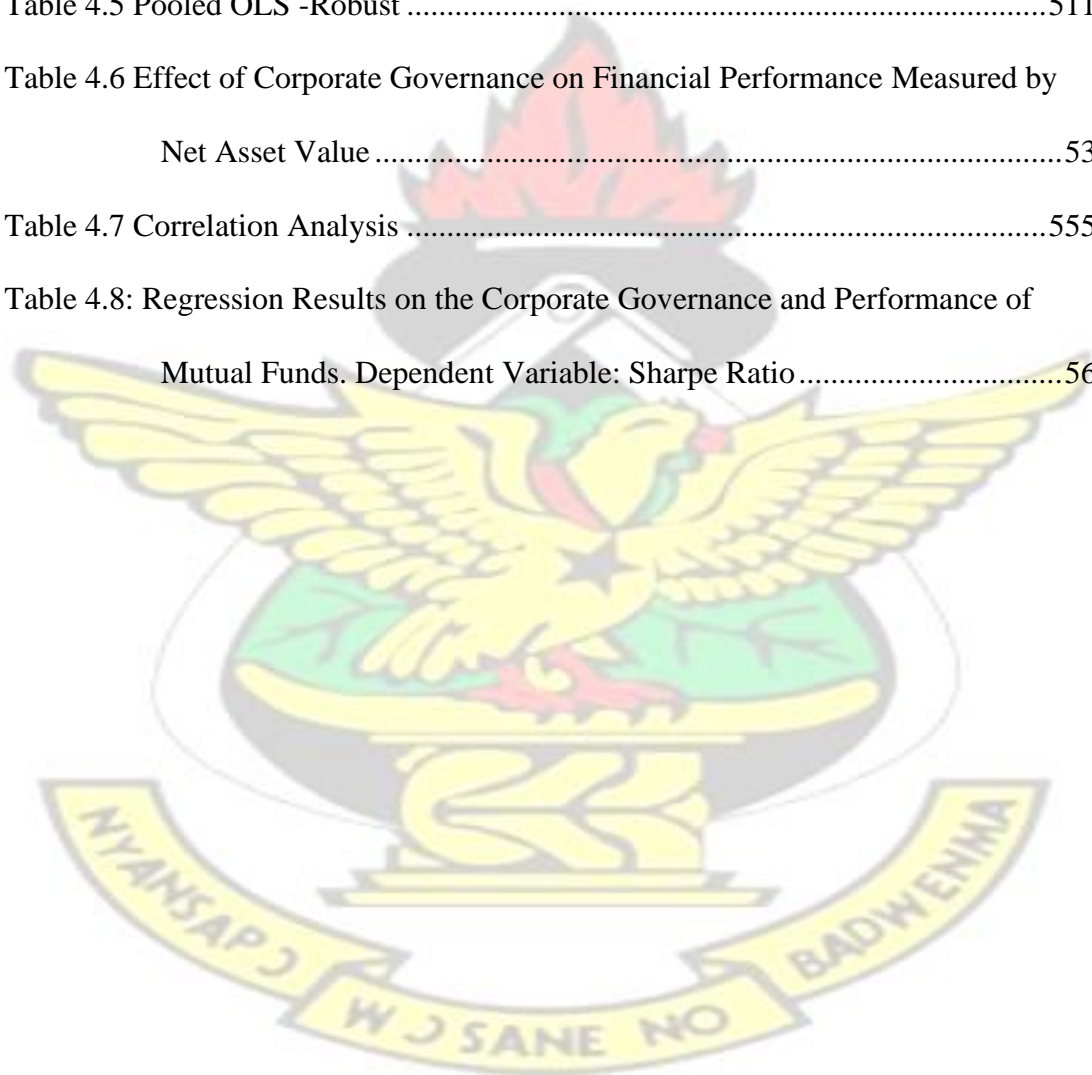 Table 4.5 Pooled OLS -Robust ................................................................................511
Table 4.6 Effect of Corporate Governance on Financial Performance Measured by
Net Asset Value......................................................................................53
Table 4.7 Correlation Analysis ................................................................................555
Table 4.8: Regression Results on the Corporate Governance and Performance of
Mutual Funds. Dependent Variable: Sharpe Ratio.................................56
NYANSAPƆ
WƆSANE NO
BADWENMA